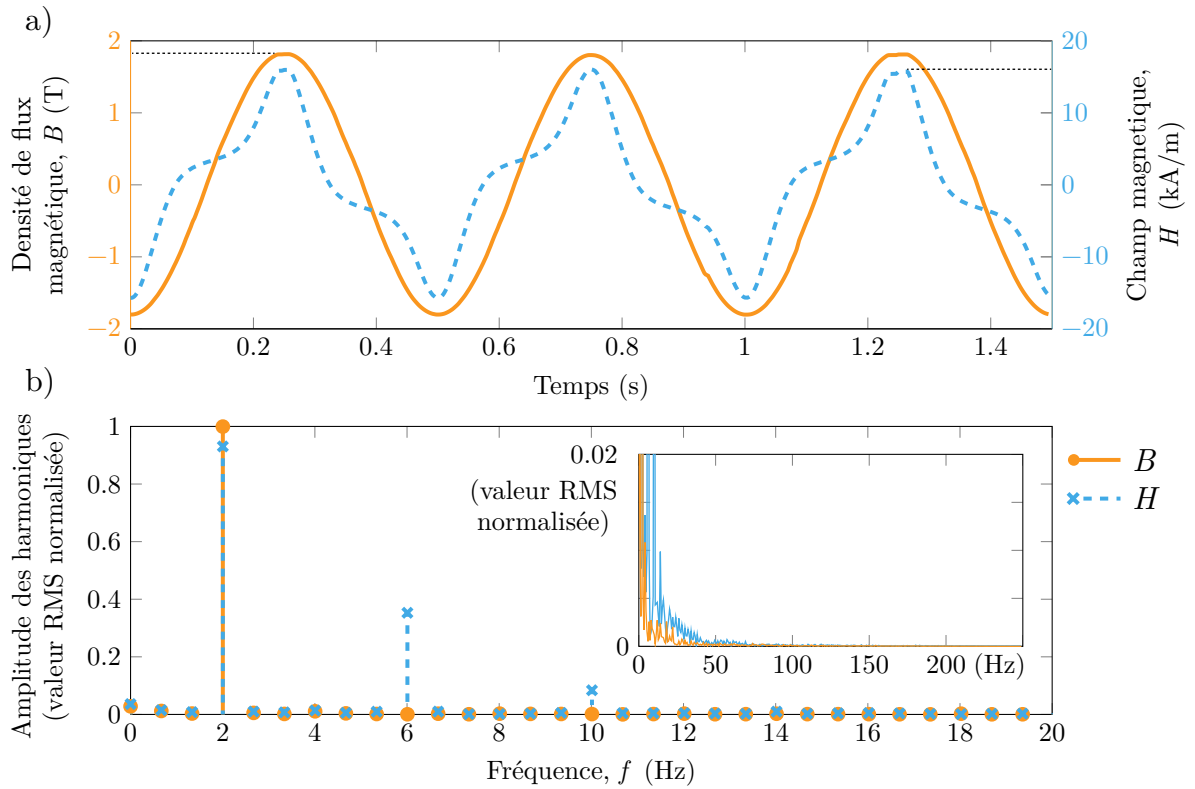 a)
Densité de flux
magnétique, B (T)
2
1
0
−1
−2
20
10
0
−10
−20
Champ magnetique,
H (kA/m)
0
0.2
0.4
0.6
0.8
1
1.2
1.4
Temps (s)
b)
Amplitude des harmoniques
(valeur RMS normalisée)
1
0.8
0.6
0.4
0.2
0
0.02
(valeur RMS
normalisée)
0
0
50
100
150
200
(Hz)
B
H
0
2
4
6
8
10
12
14
16
18
20
Fréquence, f (Hz)